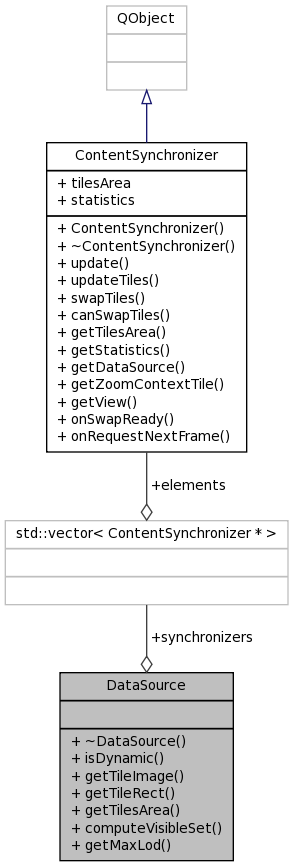 QObject
ContentSynchronizer
+ tilesArea
+ statistics
+ ContentSynchronizer()
+ ~ContentSynchronizer()
+ update()
+ updateTiles()
+ swapTiles()
+ canSwapTiles()
+ getTilesArea()
+ getStatistics()
+ getDataSource()
+ getZoomContextTile()
+ getView()
+ onSwapReady()
+ onRequestNextFrame()
+elements
std::vector< ContentSynchronizer * >
+synchronizers
DataSource
+ ~DataSource()
+ isDynamic()
+ getTileImage()
+ getTileRect()
+ getTilesArea()
+ computeVisibleSet()
+ getMaxLod()